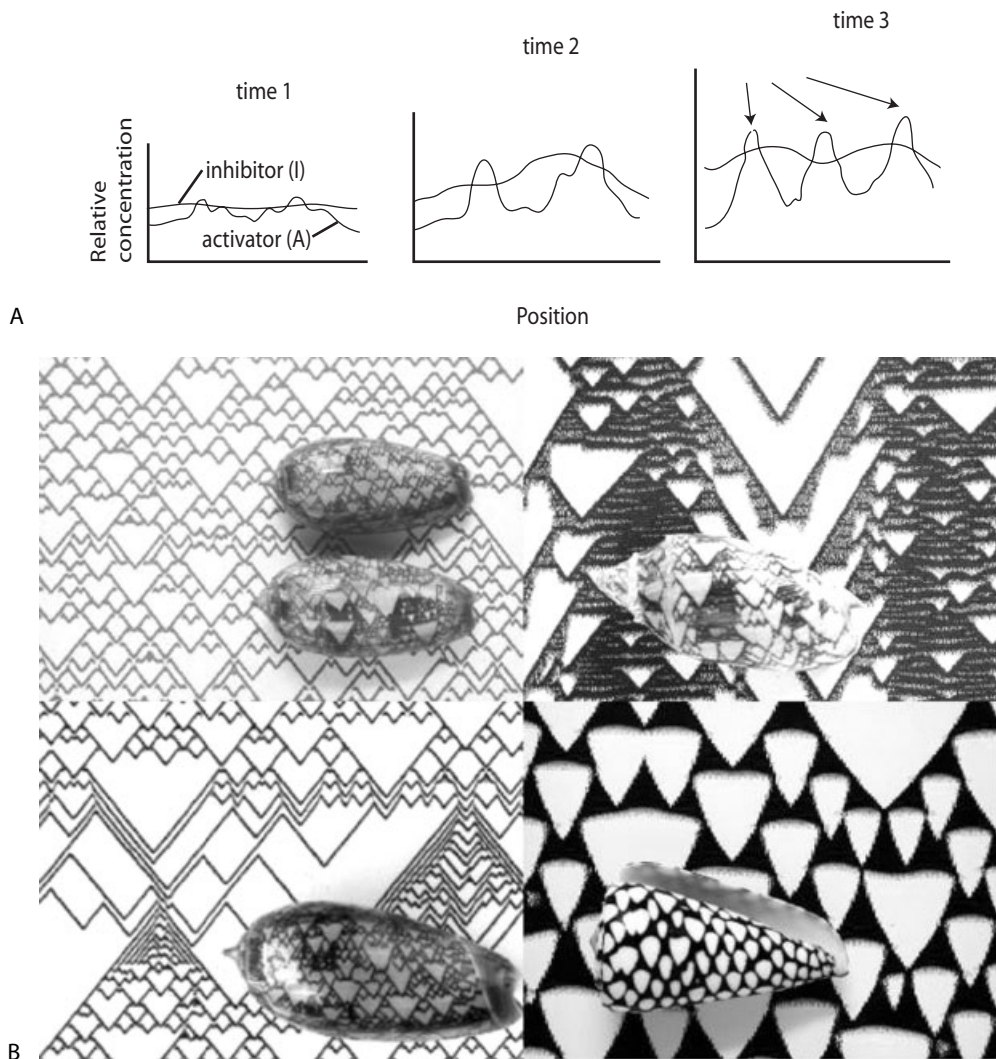 time 1
time 2
time 3
inhibitor (I)
activator (A)
Relative
concentration
A
Position
B